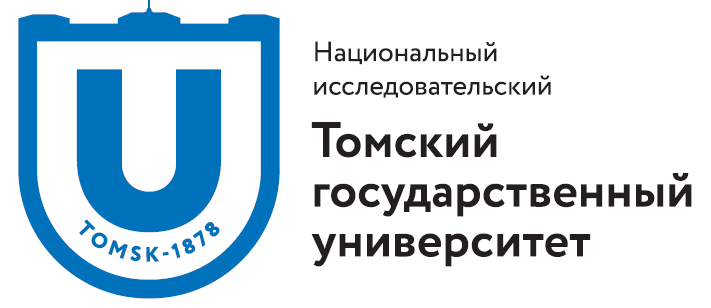 U
TOMSK-1878
Национальный
исследовательский
Томский
государственный
университет